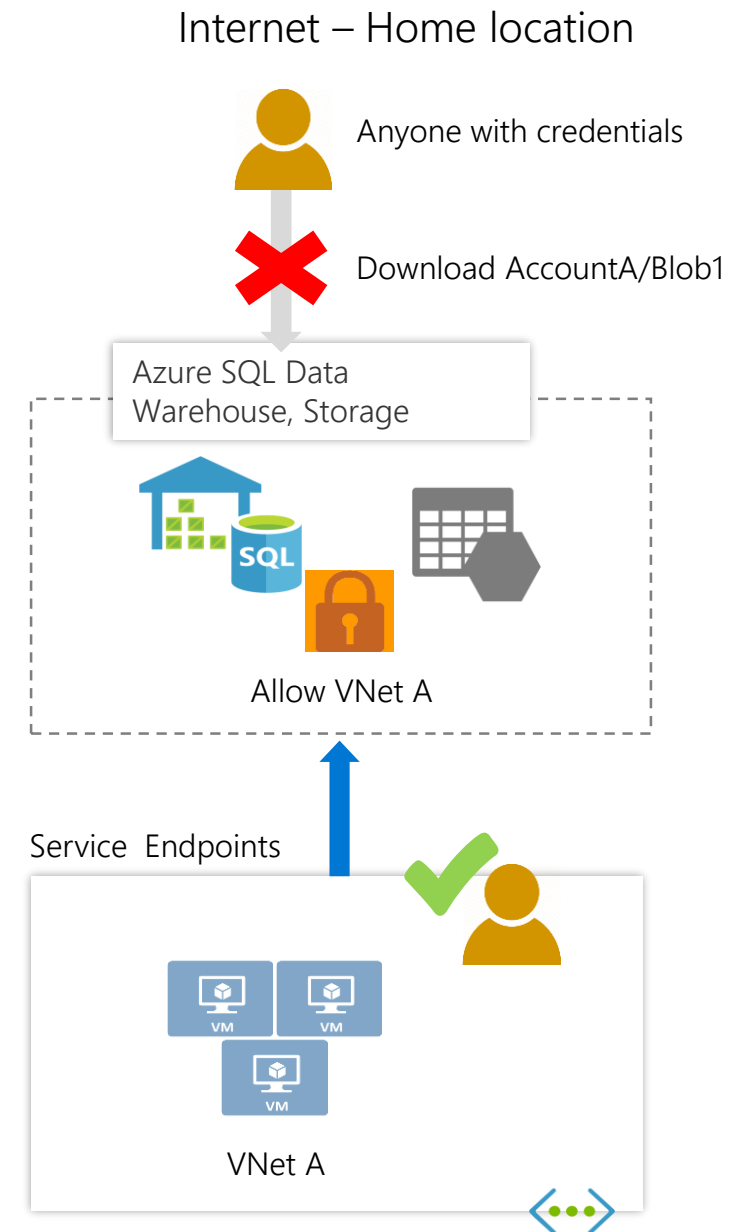 Internet – Home location
Anyone with credentials
Download AccountA/Blob1
Azure SQL Data
Warehouse, Storage
SQL
Allow VNet A
Service Endpoints
VM
VM
VM
VNet A